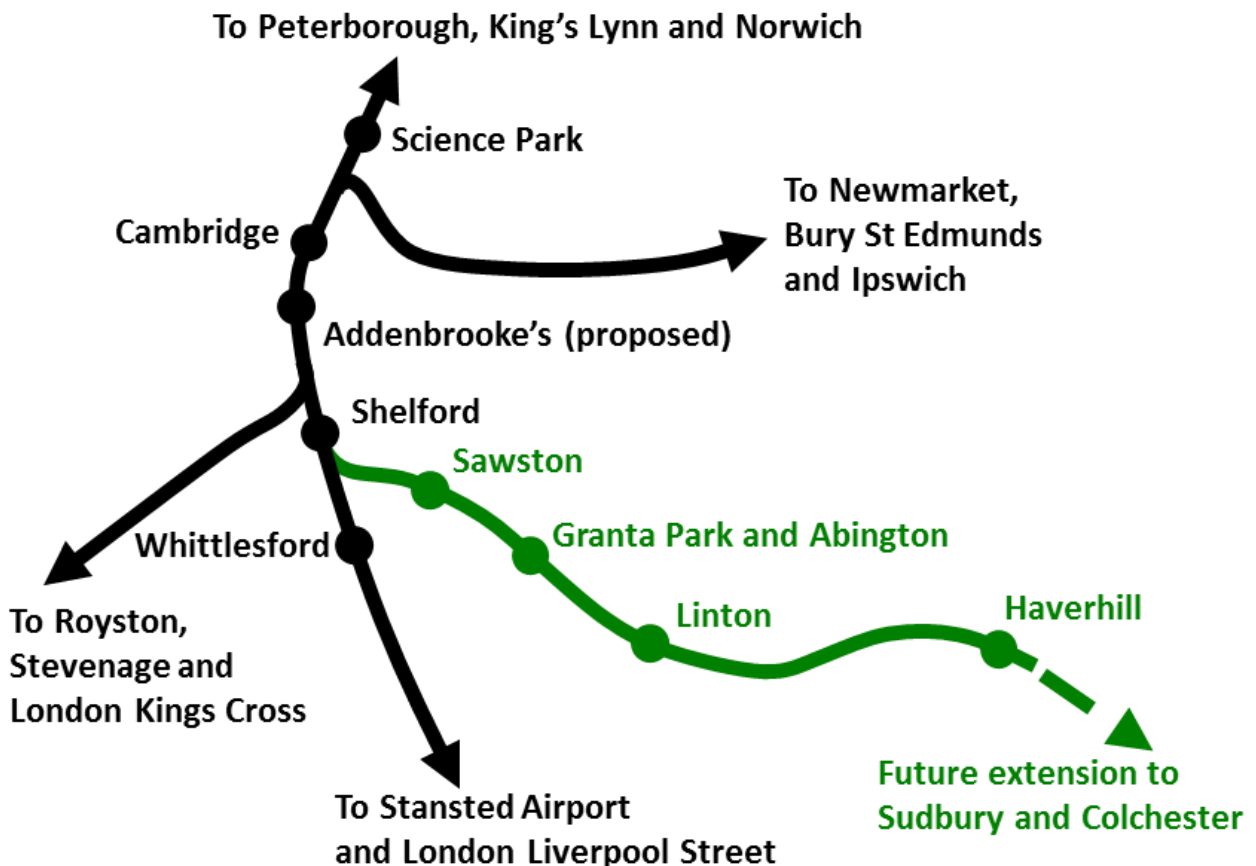 To Peterborough, King's Lynn and Norwich
Science Park
To Newmarket,
Bury St Edmunds
and Ipswich
Cambridge
Addenbrooke's (proposed)
Shelford
Sawston
Granta Park and Abington
Whittlesford
Linton
Haverhill
To Royston,
Stevenage and
London Kings Cross
Future extension to
Sudbury and Colchester
To Stansted Airport
and London Liverpool Street